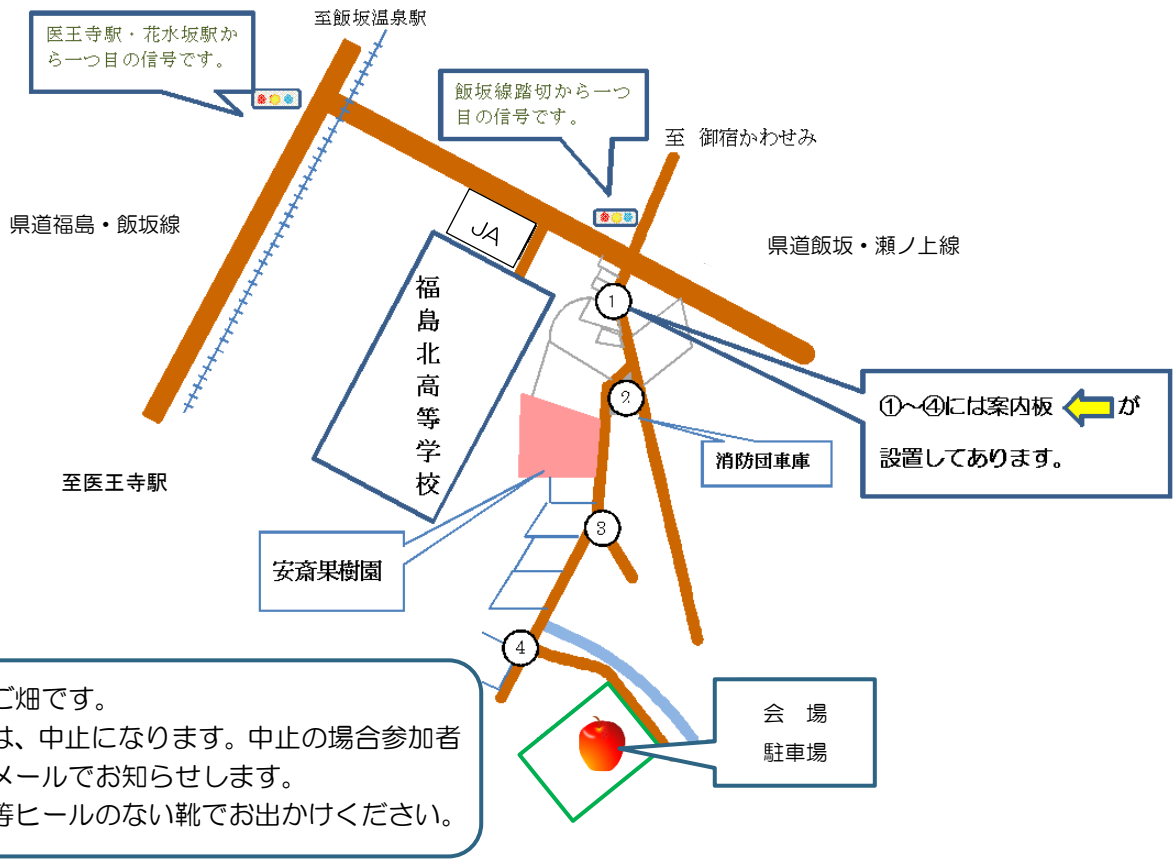 至飯坂温泉駅
医王寺駅・花水坂駅か
ら一つ目の信号です。
飯坂線踏切から一つ
目の信号です。
至 御宿かわせみ
県道福島・飯坂線
JA
県道飯坂・瀬ノ上線
福島北高等学校
①
①～④には案内板 が
設置してあります。
②
消防団車庫
至医王寺駅
③
安斎果樹園
④
ご畑です。
は、中止になります。中止の場合参加者
メールでお知らせします。
等ヒールのない靴でお出かけください。
会 場
駐車場